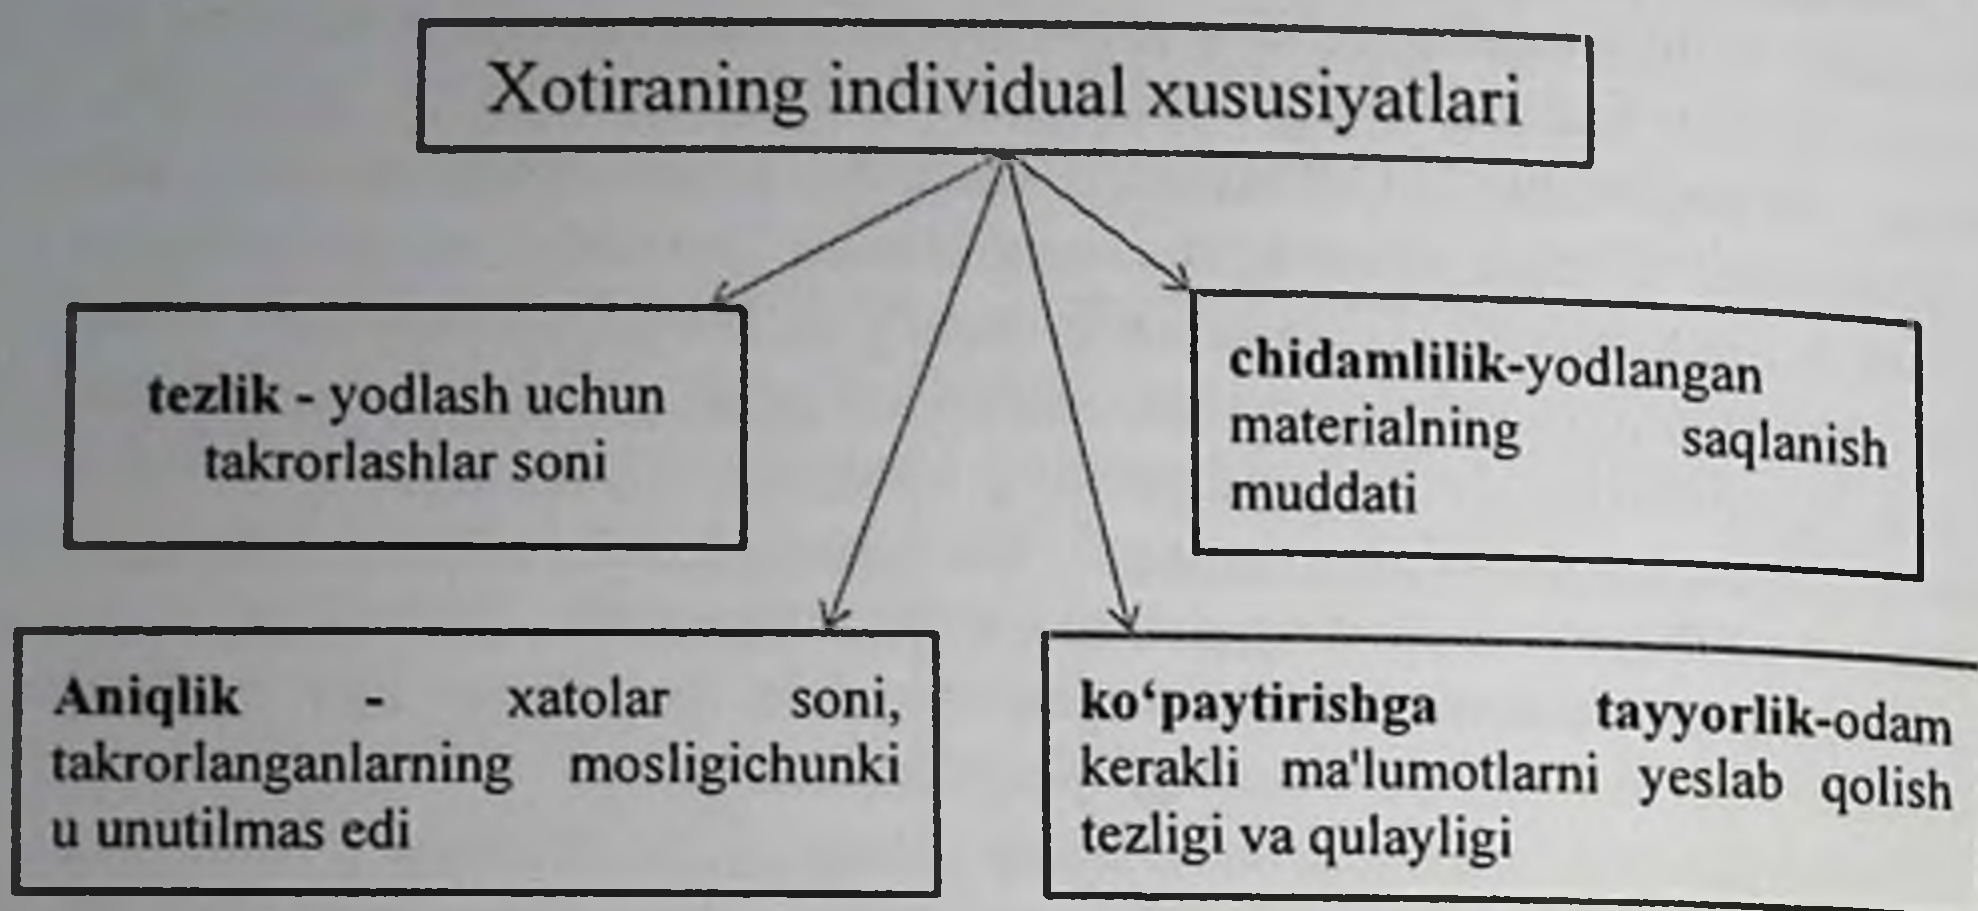 Xotiraning individual xususiyatlari
tezlik - yodlash uchun
takrorlashlar soni
chidamlilik-yodlangan
materialning saqlanish
muddati
Aniqlik - xatolar soni,
takrorlanganlarning mosligichunki
u unutilmas edi
ko‘paytirishga tayyorlik-odam
kerakli ma'lumotlarni yeslab qolish
tezligi va qulayligi